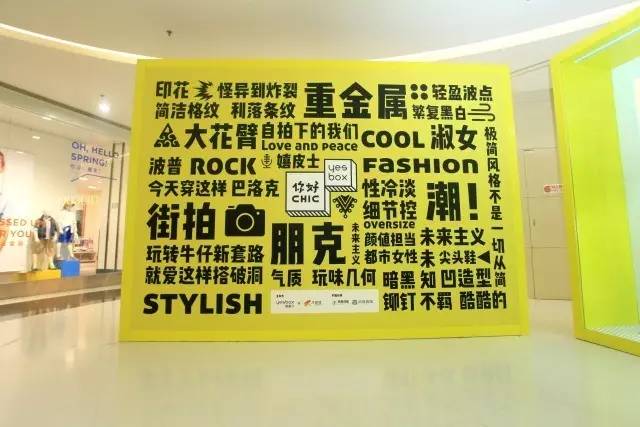 OH, HELLO
SPRING!
印花 怪异到炸裂 重金属 轻盈波点
简洁格纹 利落条纹 繁复黑白
大花臂 自拍下的我们 COOL 淑女
Love and Peace
波普 ROCK 嬉皮士 yes box FASHION
今天穿这样 巴洛克 你好 CHIC 性冷淡 潮!
街拍 细节控
OVERSIZE
朋克 未来主义 颜值担当 未来主义
玩转牛仔新套路 都市女性 未 尖头鞋
就爱这样搭破洞 气质 玩味几何 暗黑 知 凹造型
STYLISH 铆钉 不羁 酷酷的
极简风格不是一切从简
yesbox